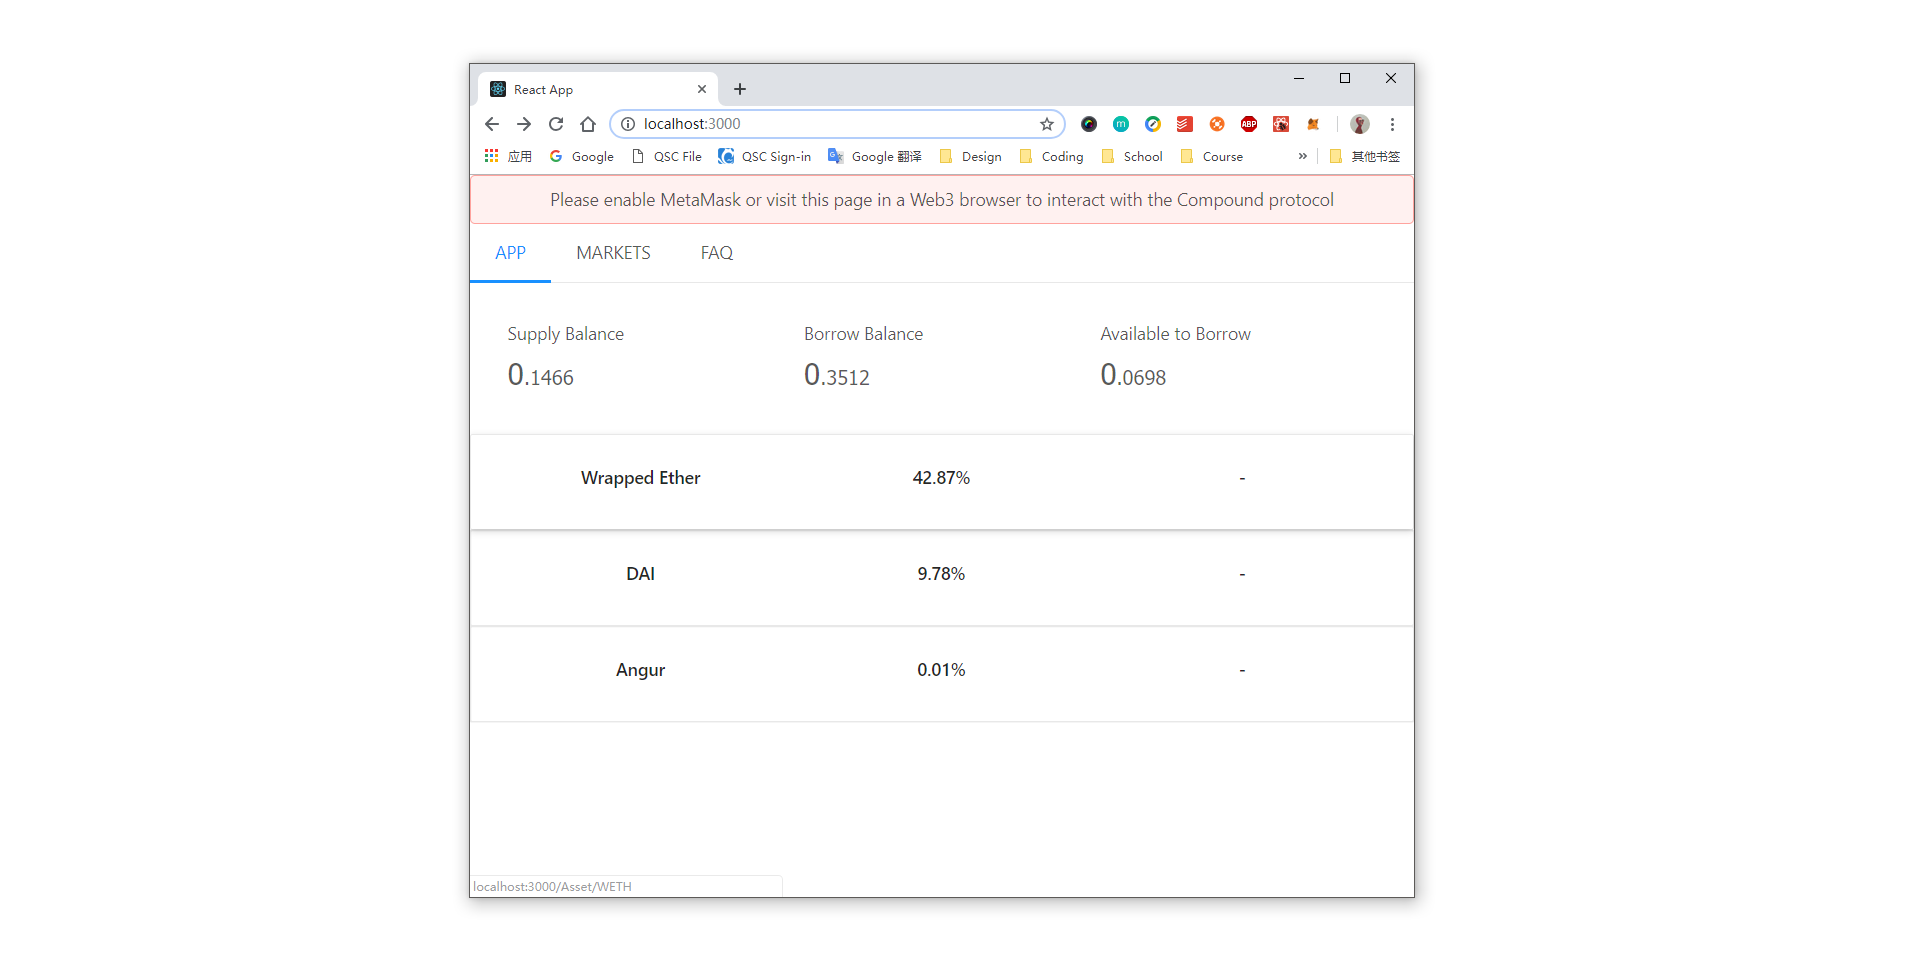 React App
localhost:3000
ABP
应用 Google QSC File QSC Sign-in Google 翻译 Design Coding School Course » 其他书签
Please enable MetaMask or visit this page in a Web3 browser to interact with the Compound protocol
APP MARKETS FAQ
Supply Balance Borrow Balance Available to Borrow
0.1466 0.3512 0.0698
Wrapped Ether 42.87% -
DAI 9.78% -
Angur 0.01% -
localhost:3000/Asset/WETH